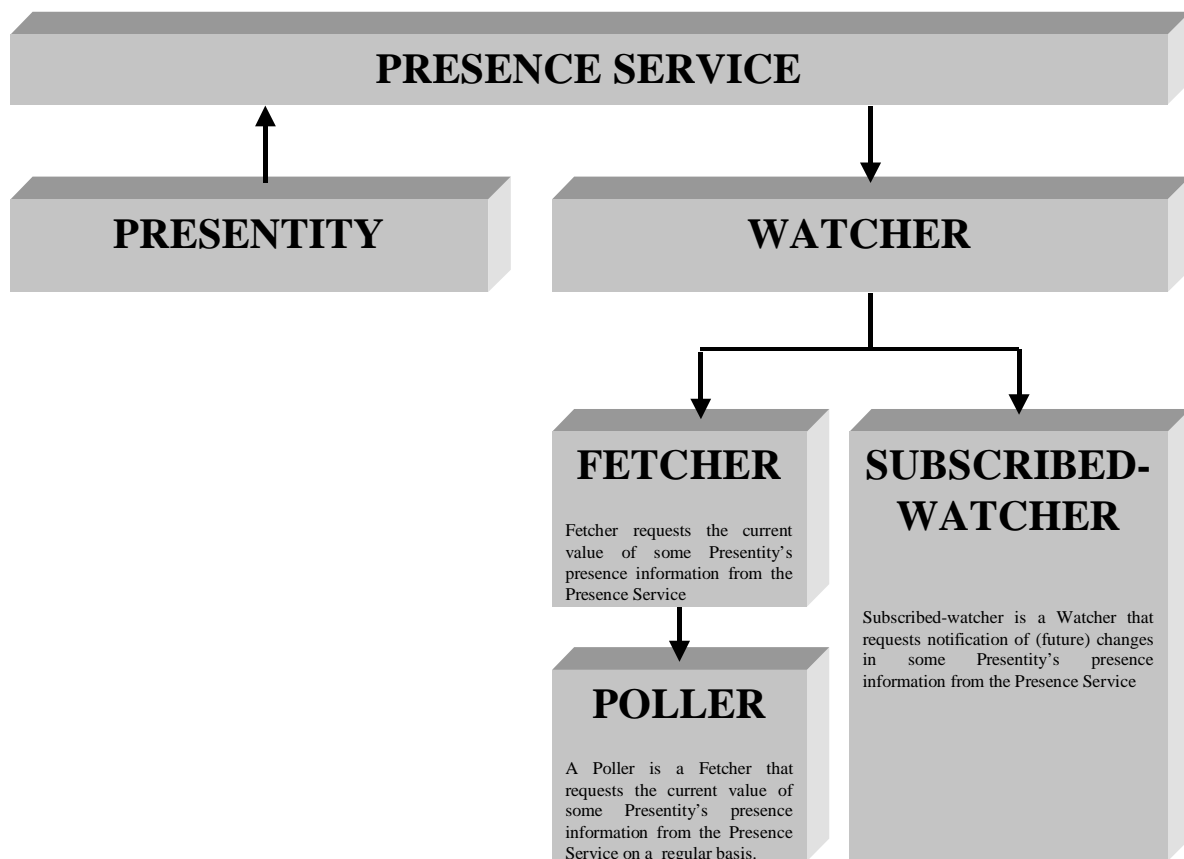 PRESENCE SERVICE
PRESENTITY
WATCHER
FETCHER
Fetcher requests the current
value of some Presentity’s
presence information from the
Presence Service
SUBSCRIBED-
WATCHER
Subscribed-watcher is a Watcher that
requests notification of (future) changes
in some Presentity’s presence
information from the Presence Service
POLLER
A Poller is a Fetcher that
requests the current value of
some Presentity’s presence
information from the Presence
Service on a regular basis.